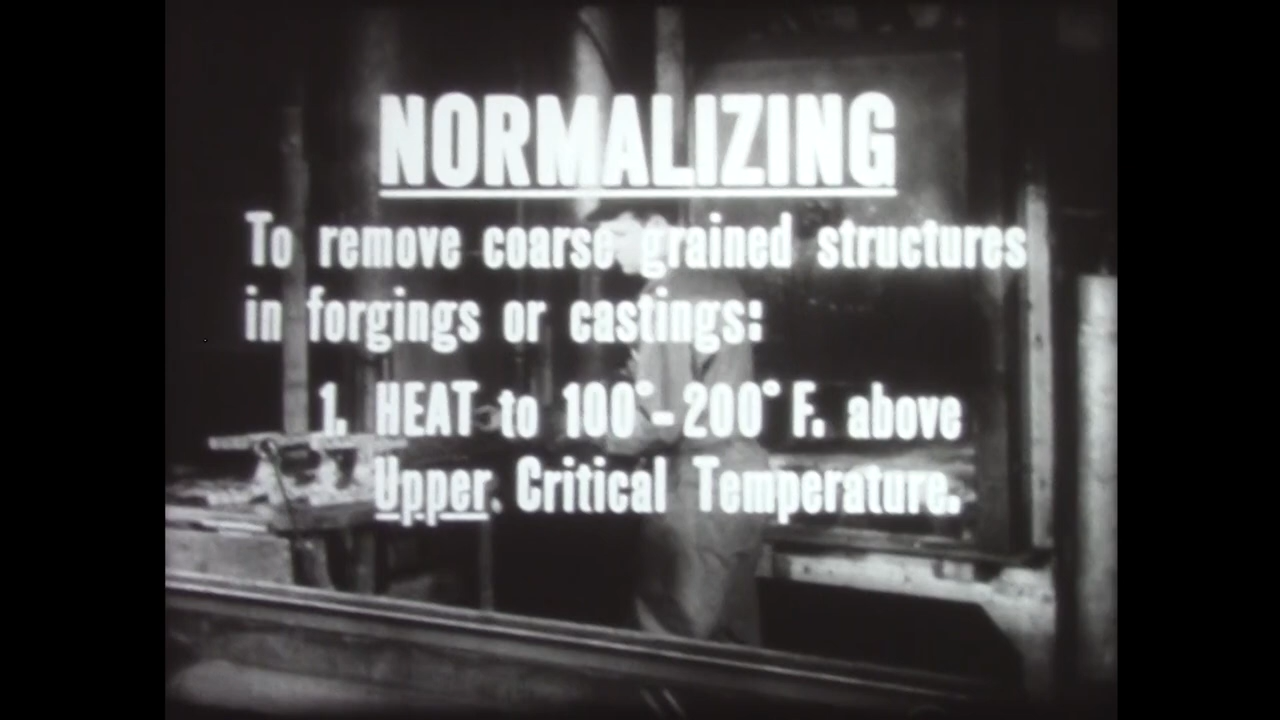 NORMALIZING
To remove coarse grained structures
in forgings or castings:
1. HEAT to 100°-200° F. above
Upper. Critical Temperature.